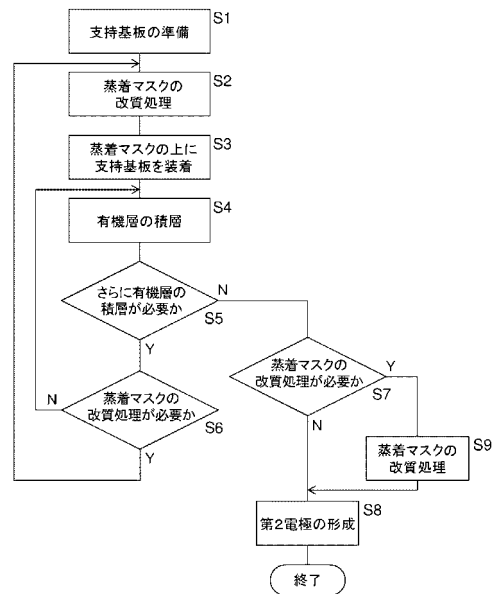 支持基板の準備
S1
蒸着マスクの
改質処理
S2
蒸着マスクの上に
支持基板を装着
S3
有機層の積層
S4
さらに有機層の
積層が必要か
S5
N
Y
蒸着マスクの
改質処理が必要か
S6
N
Y
蒸着マスクの
改質処理が必要か
S7
Y
N
蒸着マスクの
改質処理
S9
第2電極の形成
S8
終了